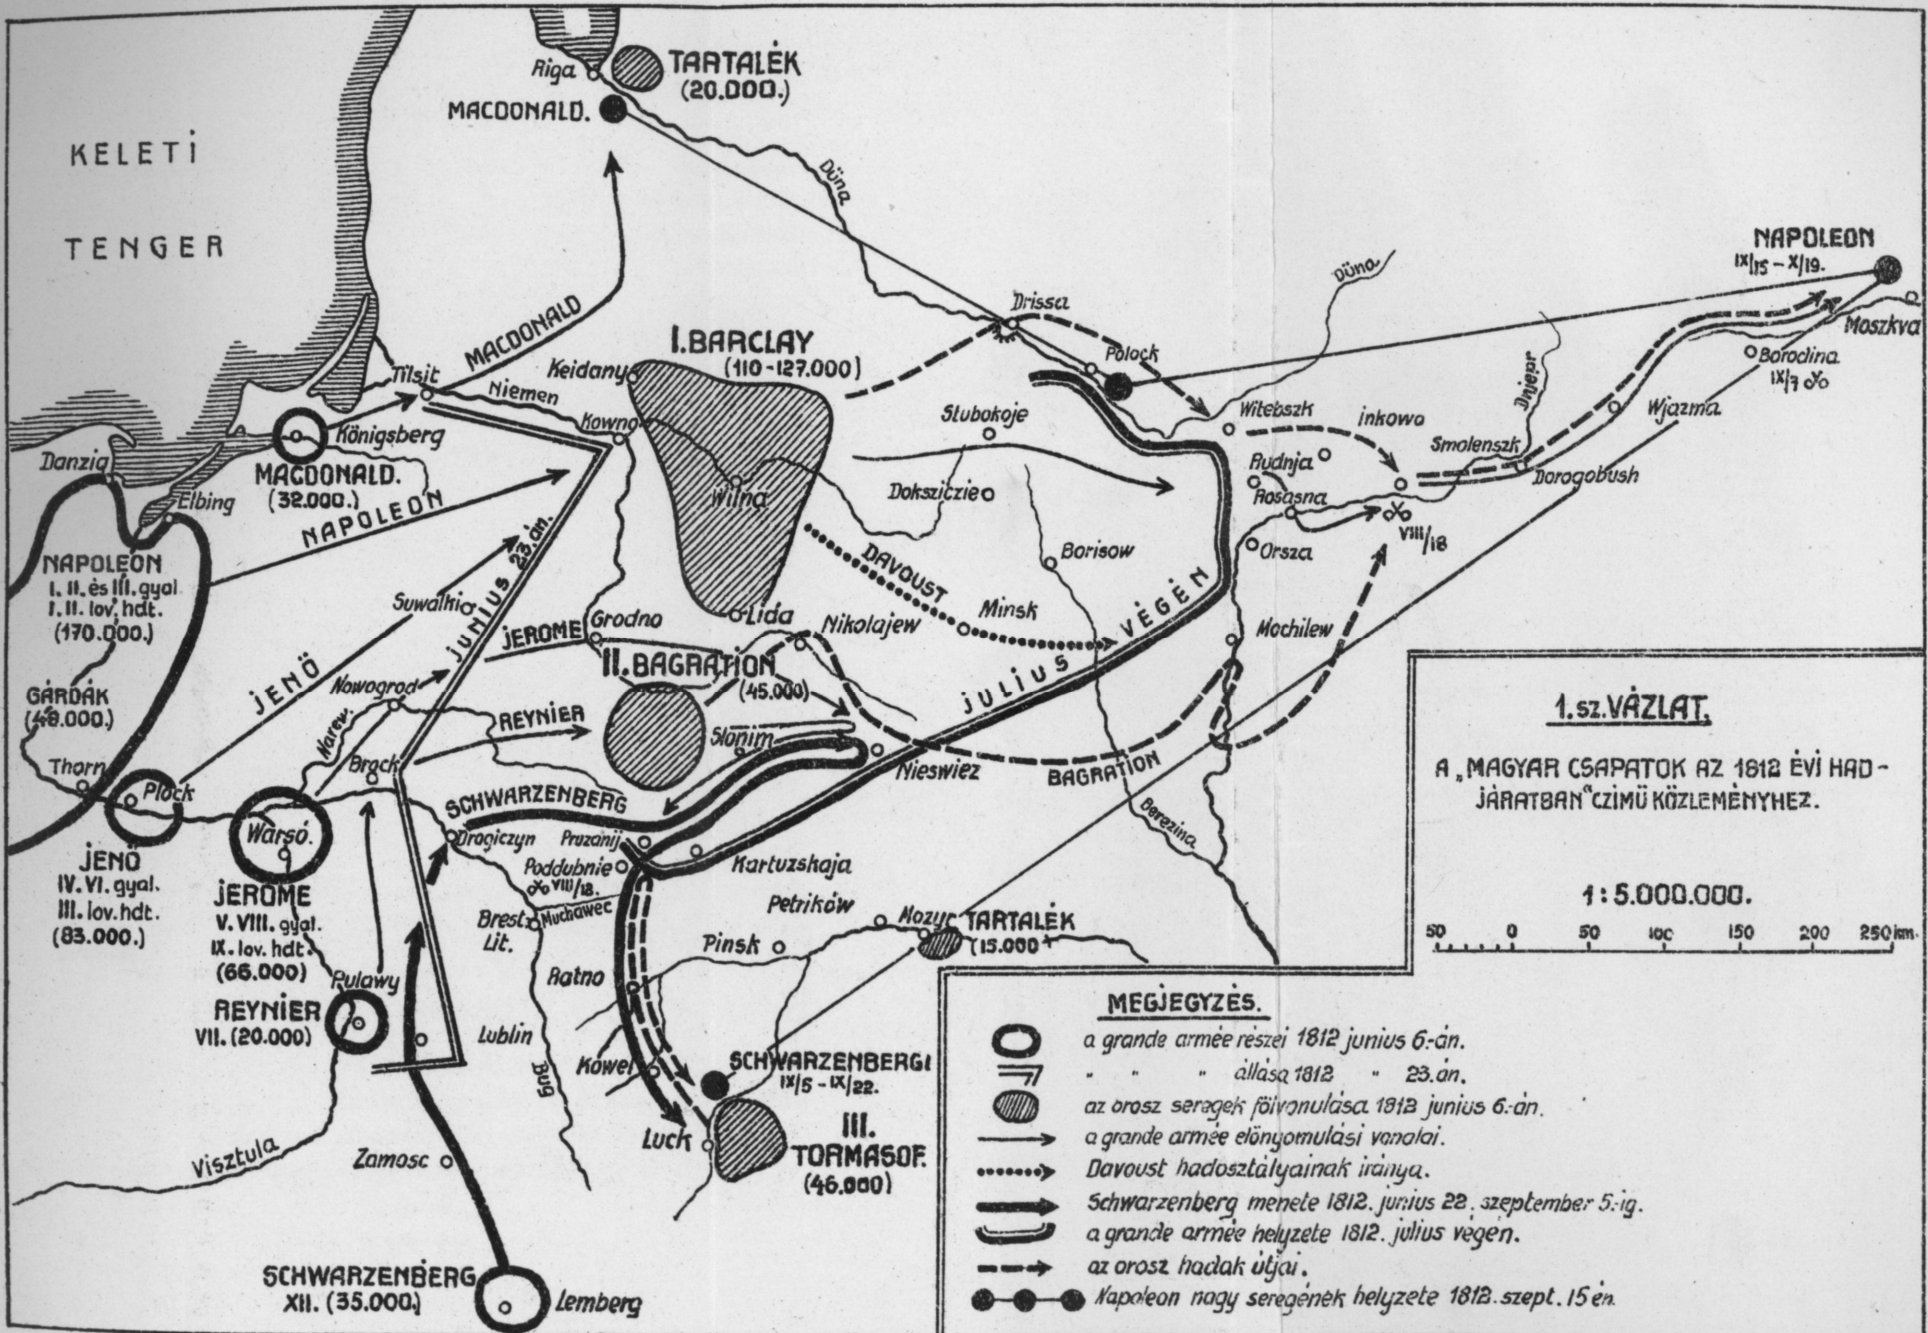 Riga
TARTALÉK
(20.000.)
MACDONALD.
KELETI
TENGER
Düna
NAPOLEON
IX/15 – X/19.
Moszkva
Düna
Drissa
Polock
Borodina
IX/7
I. BARCLAY
(110-127.000)
MACDONALD
Tilsit
Niemen
Keidany
Kowno
Wilna
Slubokoje
Doksziczie
Witebszk
inkowo
Dnjepr
Wjazma
Smolenszk
Rudnja
Rosasna
Dorogobush
VIII/18
Orsza
Königsberg
MACDONALD.
(32.000.)
Danzig
Elbing
NAPOLEON
NAPOLEON
I. II. és III. gyal
I. II. lov. hdt.
(170.000.)
GÁRDÁK
(48.000.)
JUNIUS 23.án.
Suwalkia
JENŐ
Grodno
JEROME
Lida
Nikolajew
DAVOUST
Minsk
Borisow
JULIUS VÉGÉN
Mochilew
II. BAGRATION
(45.000)
Nowogrod
Narew.
REYNIER
Slonim
Nieswiez
BAGRATION
Berezina
Thorn
Plock
Brock
Warsó.
SCHWARZENBERG
Drogiczyn
Pruzanij
Poddubnie
VIII/18.
Kartuzskaja
Muchawec
Brest.
Lit.
JENŐ
IV. VI. gyal.
III. lov. hdt.
(83.000.)
JEROME
V. VIII. gyal.
IX. lov. hdt.
(66.000)
Pulawy
REYNIER
VII. (20.000)
Lublin
Bug
Petrików
Mozyr
TARTALÉK
(15.000
Pinsk
Ratno
Kówel
SCHWARZENBERG
IX/5 – IX/22.
Luck
III.
TORMASOF.
(46.000)
Visztula
Zamosc
SCHWARZENBERG
XII. (35.000.)
Lemberg
1. sz. VÁZLAT.
A „MAGYAR CSAPATOK AZ 1812 ÉVI HAD-
JÁRATBAN" CZIMÜ KÖZLEMÉNYHEZ.
1:5.000.000.
50 0 50 100 150 200 250 km.
MEGJEGYZÉS.
a grande armée részei 1812 junius 6.-án.
" " " állása 1812 " 23.án.
az orosz seregek fölvonulása 1812 junius 6.-án.
a grande armée előnyomulási vonalai.
Davoust hadosztályainak iránya.
Schwarzenberg menete 1812. junius 22. szeptember 5.-ig.
a grande armée helyzete 1812. julius végén.
az orosz hadak útjai.
Napoleon nagy seregének helyzete 1812. szept. 15 én.